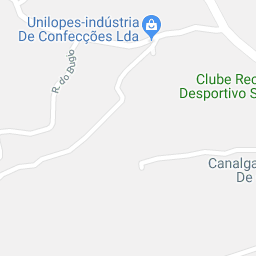 Unilopes-indústria
De Confecções Lda
R. do Bugio
Clube Rec
Desportivo S
Canalga
De